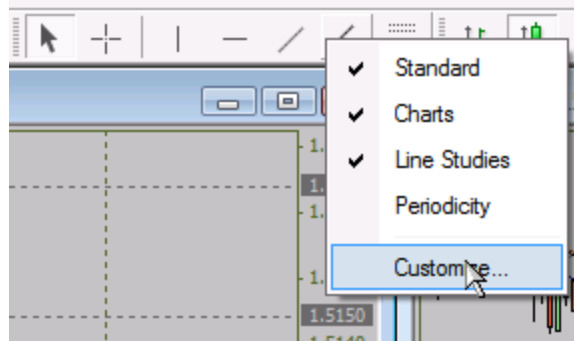 Standard
Charts
Line Studies
Periodicity
Customize...
1.5150